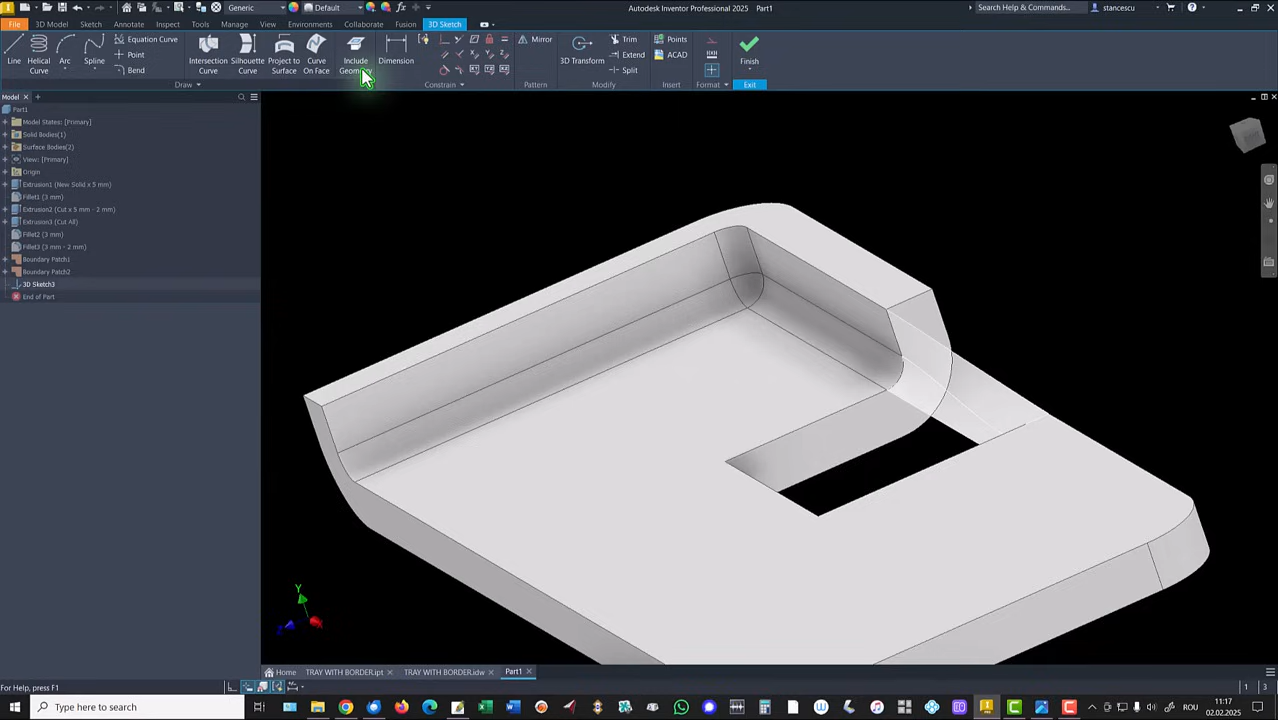 Generic
Default
Autodesk Inventor Professional 2025 Part1
Search Help & Commands...
stancescu
File 3D Model Sketch Annotate Inspect Tools Manage View Environments Collaborate Fusion 3D Sketch
Line
Helical Curve
Arc
Spline
Equation Curve
Point
Bend
Intersection Curve
Silhouette Curve
Project to Surface
Curve On Face
Include Geometry
Dimension
Mirror
3D Transform
Trim
Extend
Split
Points
ACAD
Finish
Draw
Constrain
Pattern
Modify
Insert
Format
Exit
Model
Part1
Model States: [Primary]
Solid Bodies(1)
Surface Bodies(2)
View: [Primary]
Origin
Extrusion1 (New Solid x 5 mm)
Fillet1 (3 mm)
Extrusion2 (Cut x 5 mm - 2 mm)
Extrusion3 (Cut All)
Fillet2 (3 mm)
Fillet3 (3 mm - 2 mm)
Boundary Patch1
Boundary Patch2
3D Sketch3
End of Part
Y
Z
Home
TRAY WITH BORDER.ipt
TRAY WITH BORDER.idw
Part1
For Help, press F1
1 3
Type here to search
ROU
11:17
02.02.2025